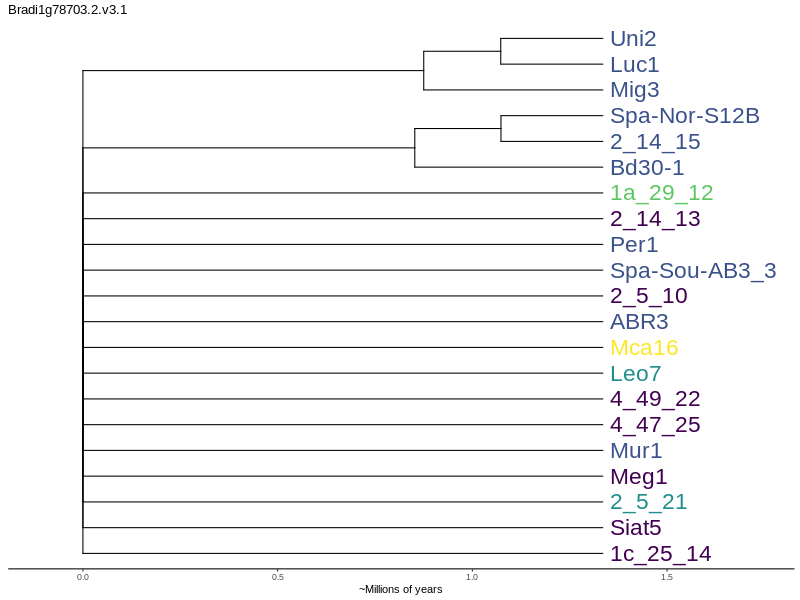 Bradi1g78703.2.v3.1
Uni2
Luc1
Mig3
Spa-Nor-S12B
2_14_15
Bd30-1
1a_29_12
2_14_13
Per1
Spa-Sou-AB3_3
2_5_10
ABR3
Mca16
Leo7
4_49_22
4_47_25
Mur1
Meg1
2_5_21
Siat5
1c_25_14
0.0 0.5 1.0 1.5
~Millions of years